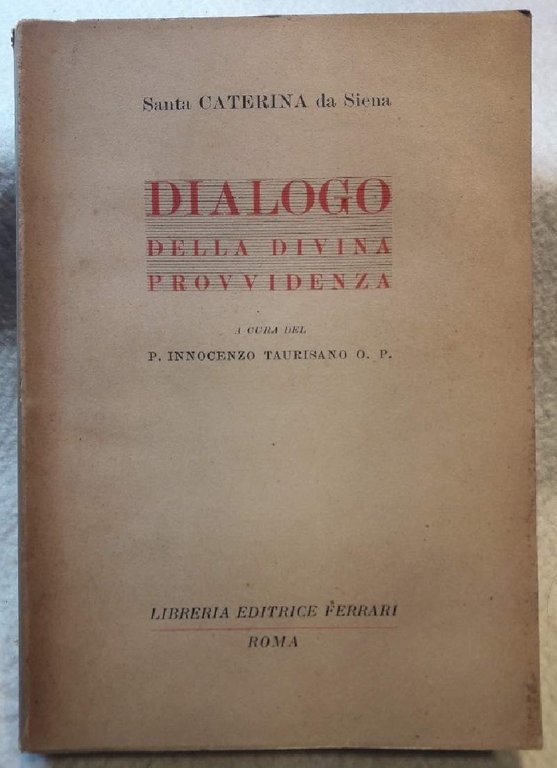 Santa CATERINA da Siena
DIALOGO
DELLA DIVINA
PROVVIDENZA
A CURA DEL
P. INNOCENZO TAURISANO O. P.
LIBRERIA EDITRICE FERRARI
ROMA